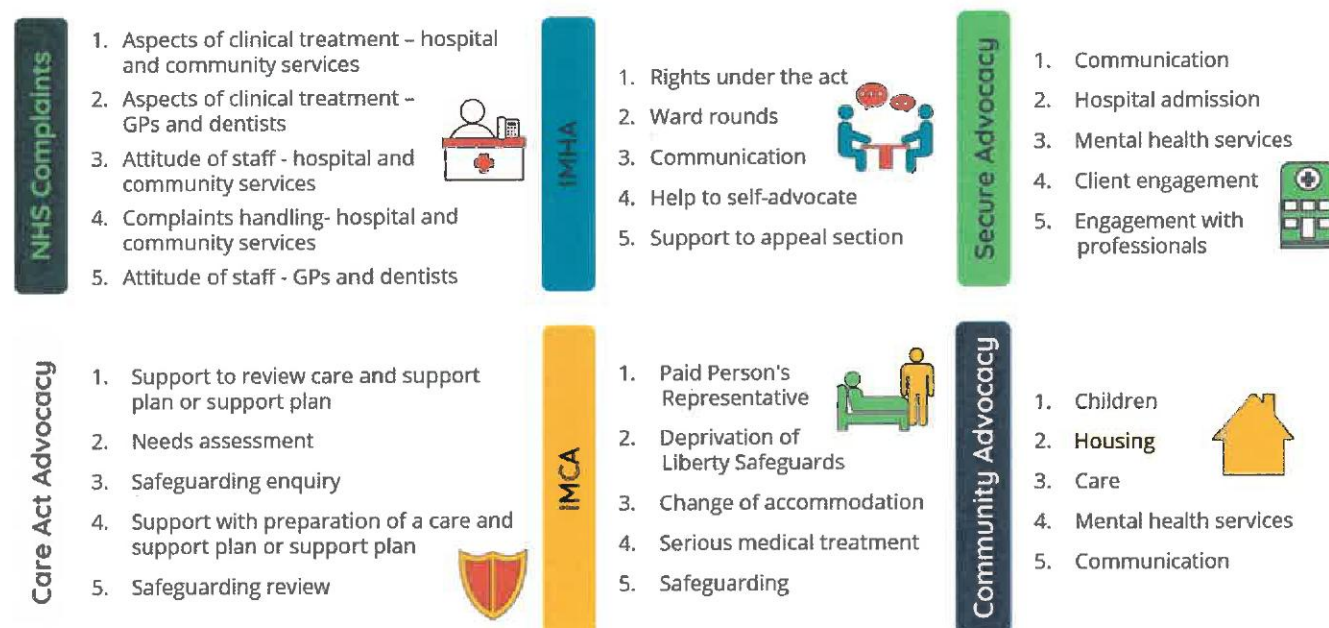 NHS Complaints
1. Aspects of clinical treatment – hospital
and community services
2. Aspects of clinical treatment –
GPs and dentists
3. Attitude of staff - hospital and
community services
4. Complaints handling- hospital and
community services
5. Attitude of staff - GPs and dentists
IMHA
1. Rights under the act
2. Ward rounds
3. Communication
4. Help to self-advocate
5. Support to appeal section
Secure Advocacy
1. Communication
2. Hospital admission
3. Mental health services
4. Client engagement
5. Engagement with
professionals
Care Act Advocacy
1. Support to review care and support
plan or support plan
2. Needs assessment
3. Safeguarding enquiry
4. Support with preparation of a care and
support plan or support plan
5. Safeguarding review
IMCA
1. Paid Person's
Representative
2. Deprivation of
Liberty Safeguards
3. Change of accommodation
4. Serious medical treatment
5. Safeguarding
Community Advocacy
1. Children
2. Housing
3. Care
4. Mental health services
5. Communication